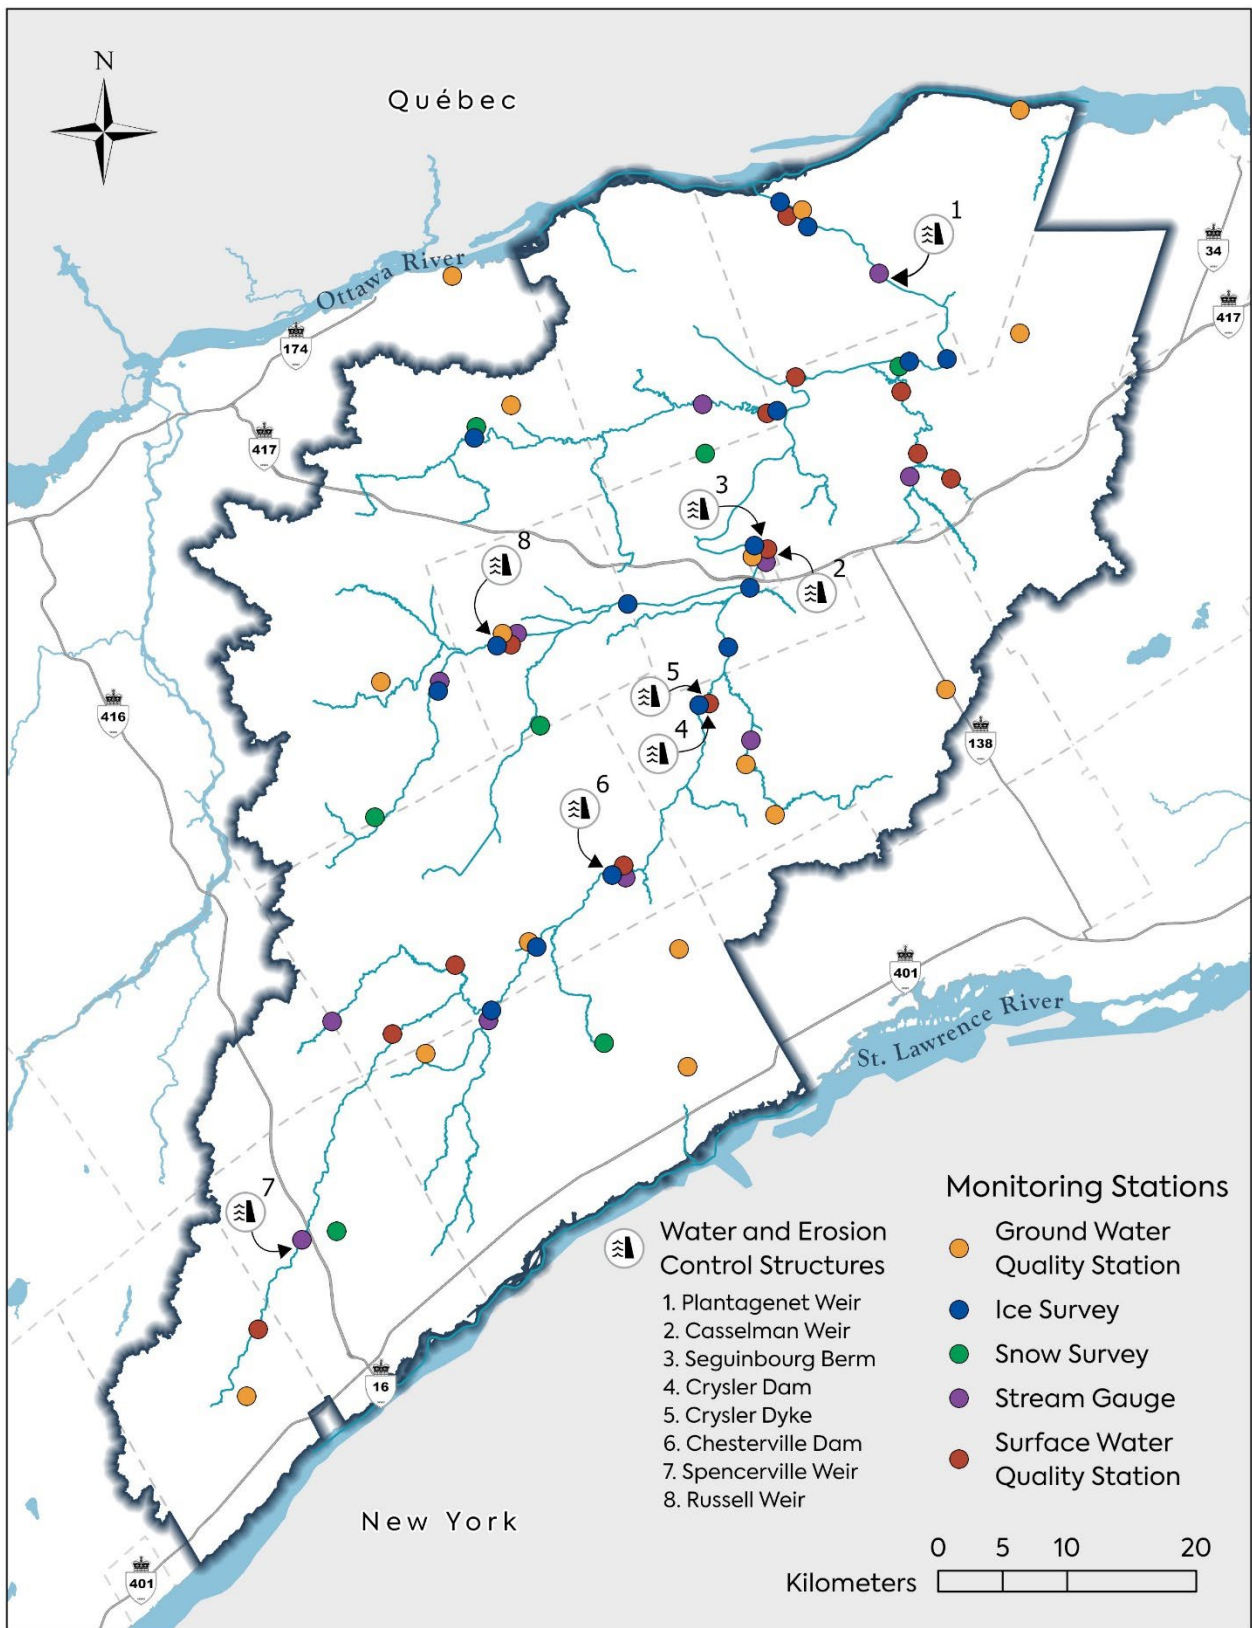 N
Québec
1
34
Ottawa River
417
174
417
3
8
2
5
416
4
138
6
401
St. Lawrence River
7
Monitoring Stations
Water and Erosion
Control Structures
1. Plantagenet Weir
2. Casselman Weir
3. Seguinbourg Berm
4. Crysler Dam
5. Crysler Dyke
6. Chesterville Dam
7. Spencerville Weir
8. Russell Weir
Ground Water
Quality Station
Ice Survey
Snow Survey
Stream Gauge
Surface Water
Quality Station
16
New York
401
0 5 10 20
Kilometers